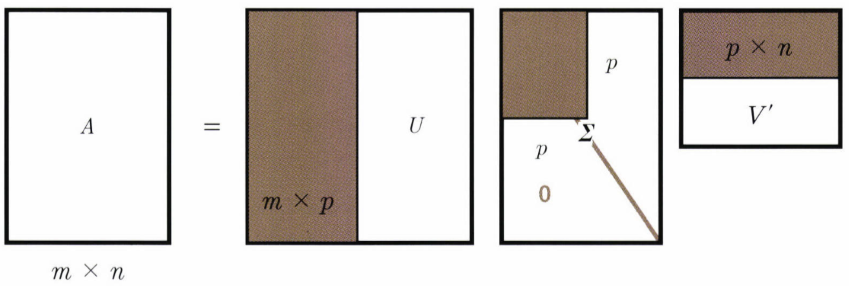 A = U p Σ p × n
V′
p
m × p 0
m × n